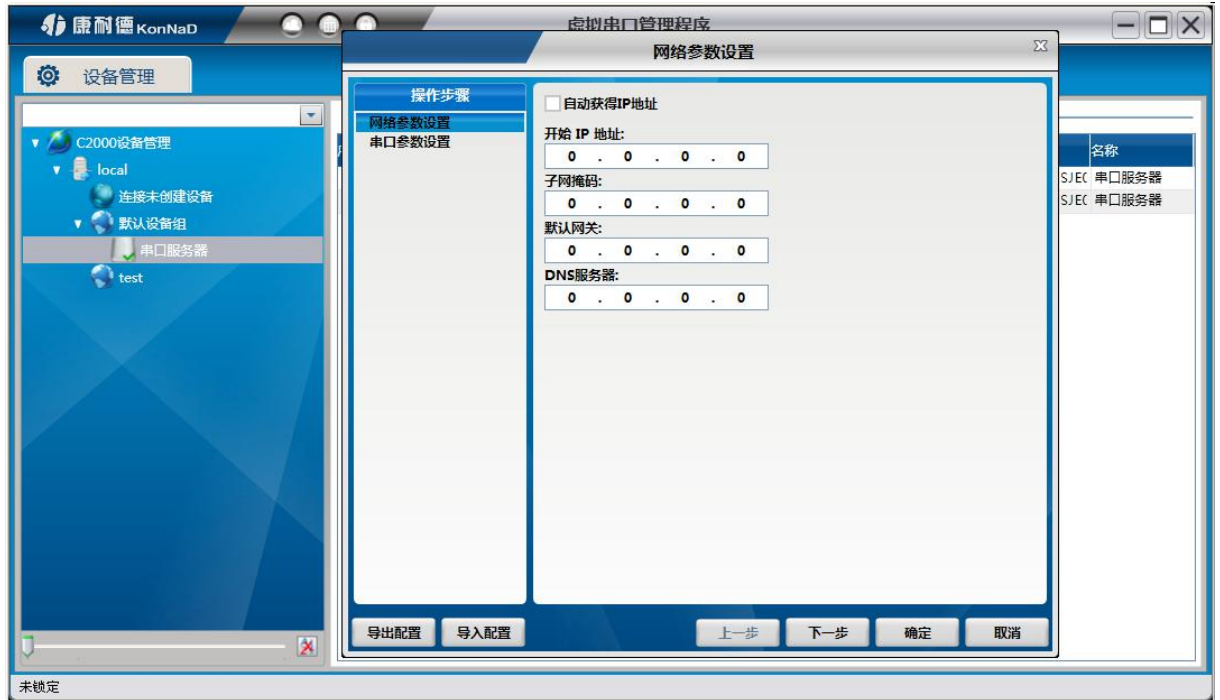 康耐德 KonNaD
虚拟串口管理程序
网络参数设置
设备管理
操作步骤
网络参数设置
串口参数设置
自动获得IP地址
开始 IP 地址:
0 . 0 . 0 . 0
子网掩码:
0 . 0 . 0 . 0
默认网关:
0 . 0 . 0 . 0
DNS服务器:
0 . 0 . 0 . 0
C2000设备管理
local
连接未创建设备
默认设备组
串口服务器
test
名称
SJEC 串口服务器
SJEC 串口服务器
导出配置 导入配置 上一步 下一步 确定 取消
未锁定